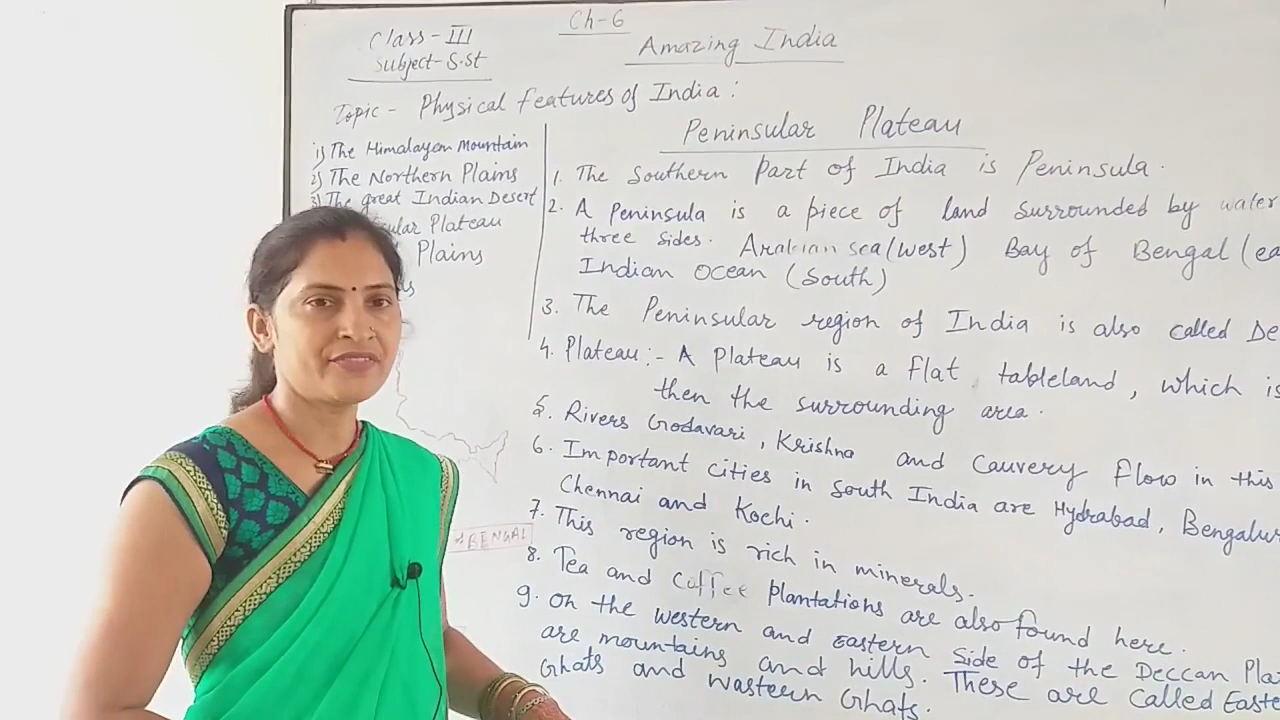 Ch-6
Class-III
Subject-S.St
Amazing India
Topic- Physical features of India:
1) The Himalayan Mountain
2) The Northern Plains
3) The great Indian Desert
ular Plateau
Plains
ds
Peninsular Plateau
1. The Southern Part of India is Peninsula.
2. A Peninsula is a piece of land surrounded by water
three sides. Arabian sea (west) Bay of Bengal (ea
Indian Ocean (South)
3. The Peninsular region of India is also called De
4. Plateau:- A Plateau is a flat tableland, which is
then the surrounding area.
5. Rivers Godavari, Krishna and Cauvery flow in this
6. Important cities in South India are Hydrabad, Bengalur
Chennai and Kochi.
7. This region is rich in minerals.
8. Tea and Coffee plantations are also found here.
9. on the western and Eastern side of the Deccan Pla
are mountains and hills. These are called Easte
Ghats and wasteern Ghats.
BENGAL